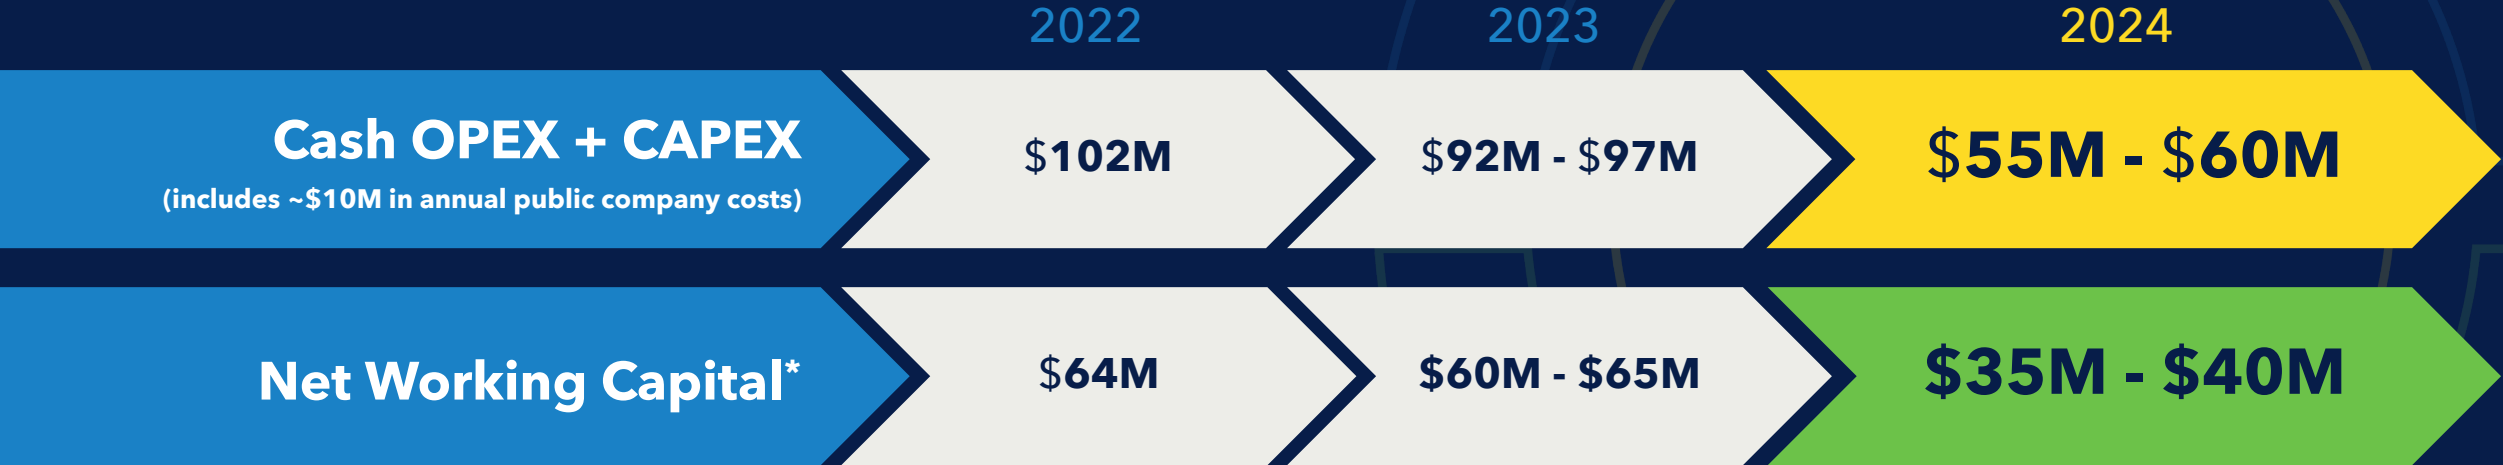 2022 2023 2024
Cash OPEX + CAPEX
(includes ~$10M in annual public company costs)
$102M $92M - $97M $55M - $60M
Net Working Capital* $64M $60M - $65M $35M - $40M